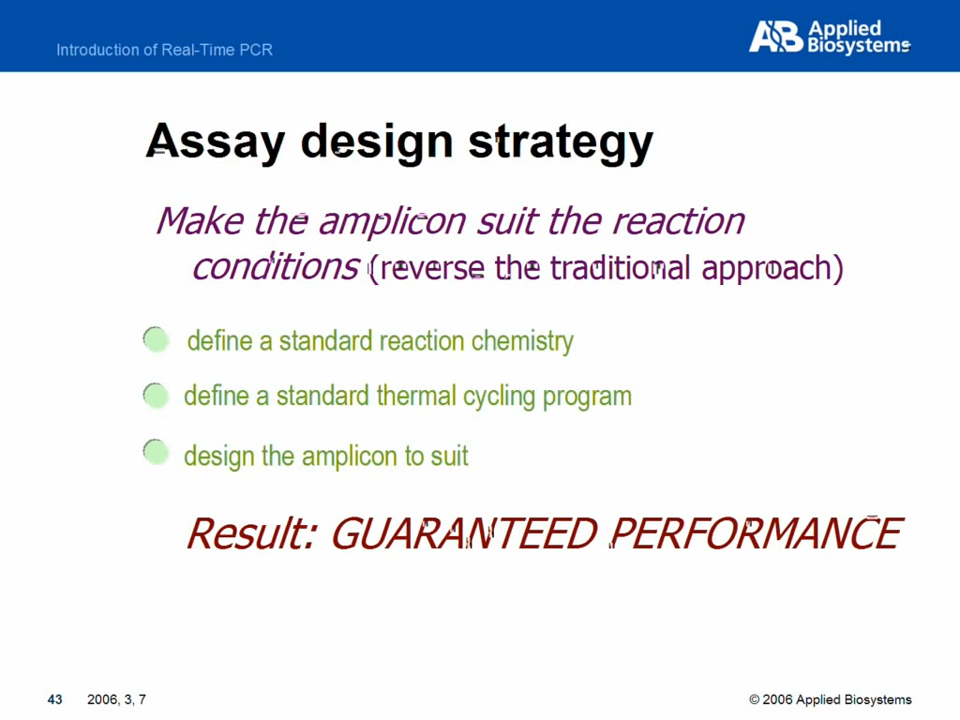 Introduction of Real-Time PCR
AB Applied
Biosystems
Assay design strategy
Make the amplicon suit the reaction
conditions (reverse the traditional approach)
define a standard reaction chemistry
define a standard thermal cycling program
design the amplicon to suit
Result: GUARANTEED PERFORMANCE
43 2006, 3, 7 © 2006 Applied Biosystems